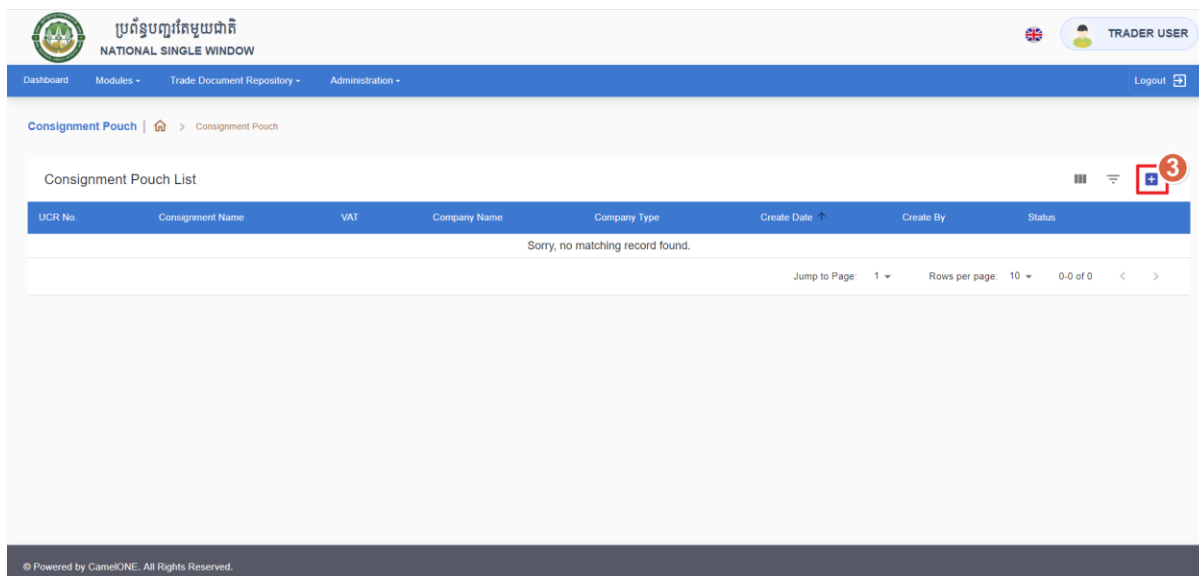 ប្រព័ន្ធបញ្ជរតែមួយជាតិ
NATIONAL SINGLE WINDOW
TRADER USER
Dashboard Modules Trade Document Repository Administration Logout
Consignment Pouch | > Consignment Pouch
Consignment Pouch List
3
UCR No. Consignment Name VAT Company Name Company Type Create Date ↑ Create By Status
Sorry, no matching record found.
Jump to Page: 1 Rows per page: 10 0-0 of 0 < >
© Powered by CamelONE. All Rights Reserved.